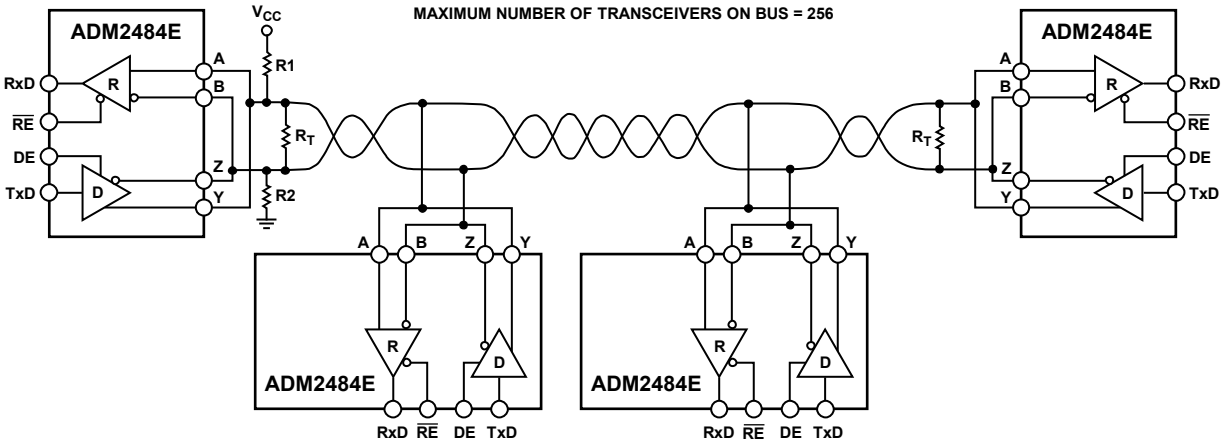 MAXIMUM NUMBER OF TRANSCEIVERS ON BUS = 256
VCC
ADM2484E
ADM2484E
A
R1
A
RxD
R
B
B
R
RxD
RE
RT
RT
RE
DE
Z
Z
DE
TxD
D
R2
D
TxD
Y
Y
A B Z Y
A B Z Y
R
D
R
D
ADM2484E
ADM2484E
RxD RE DE TxD
RxD RE DE TxD